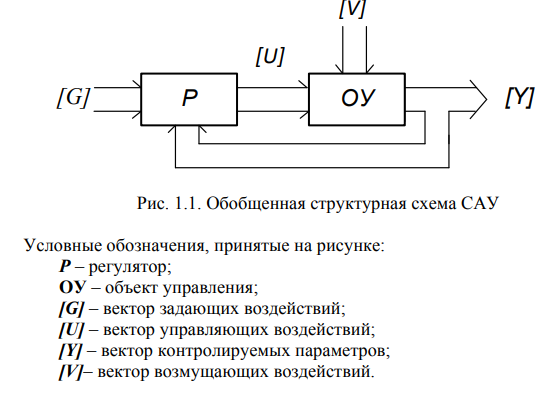 [V]
[U]
[G] P ОУ [Y]
Рис. 1.1. Обобщенная структурная схема САУ
Условные обозначения, принятые на рисунке:
Р – регулятор;
ОУ – объект управления;
[G] – вектор задающих воздействий;
[U] – вектор управляющих воздействий;
[Y] – вектор контролируемых параметров;
[V]– вектор возмущающих воздействий.